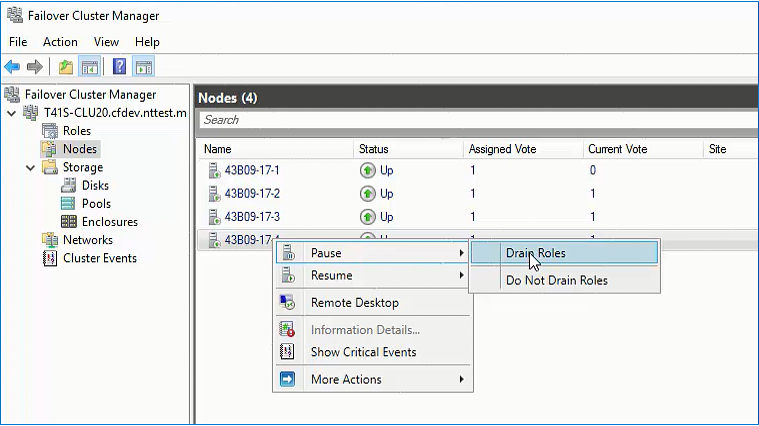 Failover Cluster Manager
File Action View Help
Failover Cluster Manager
T41S-CLU20.cfdev.nttest.m
Roles
Nodes
Storage
Disks
Pools
Enclosures
Networks
Cluster Events
Nodes (4)
Search
Name Status Assigned Vote Current Vote Site
43B09-17-1 Up 1 0
43B09-17-2 Up 1 1
43B09-17-3 Up 1 1
43B09-17-4
Pause
Resume
Remote Desktop
Information Details...
Show Critical Events
More Actions
Drain Roles
Do Not Drain Roles